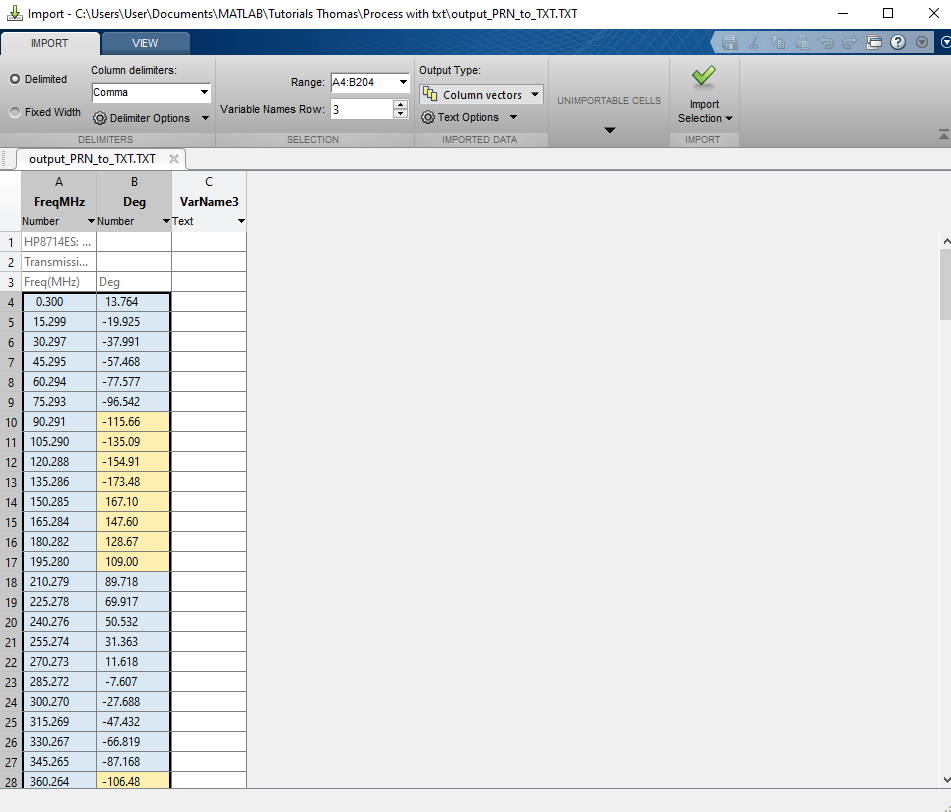 Import - C:\Users\User\Documents\MATLAB\Tutorials Thomas\Process with txt\output_PRN_to_TXT.TXT
IMPORT VIEW
Delimited
Fixed Width
Column delimiters:
Comma
Delimiter Options
DELIMITERS
Range: A4:B204
Variable Names Row: 3
SELECTION
Output Type:
Column vectors
Text Options
IMPORTED DATA
UNIMPORTABLE CELLS
Import
Selection
IMPORT
output_PRN_to_TXT.TXT
A B C
FreqMHz Deg VarName3
Number Number Text
1 HP8714ES: ...
2 Transmissi...
3 Freq(MHz) Deg
4 0.300 13.764
5 15.299 -19.925
6 30.297 -37.991
7 45.295 -57.468
8 60.294 -77.577
9 75.293 -96.542
10 90.291 -115.66
11 105.290 -135.09
12 120.288 -154.91
13 135.286 -173.48
14 150.285 167.10
15 165.284 147.60
16 180.282 128.67
17 195.280 109.00
18 210.279 89.718
19 225.278 69.917
20 240.276 50.532
21 255.274 31.363
22 270.273 11.618
23 285.272 -7.607
24 300.270 -27.688
25 315.269 -47.432
26 330.267 -66.819
27 345.265 -87.168
28 360.264 -106.48